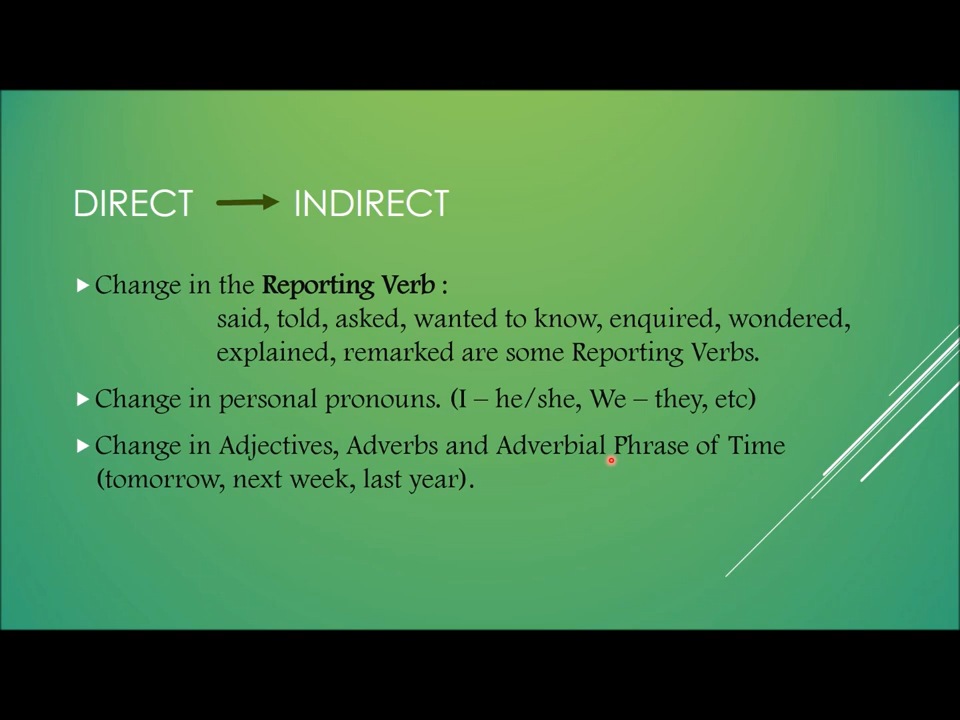 DIRECT → INDIRECT
Change in the Reporting Verb :
said, told, asked, wanted to know, enquired, wondered,
explained, remarked are some Reporting Verbs.
Change in personal pronouns. (I – he/she, We – they, etc)
Change in Adjectives, Adverbs and Adverbial Phrase of Time
(tomorrow, next week, last year).